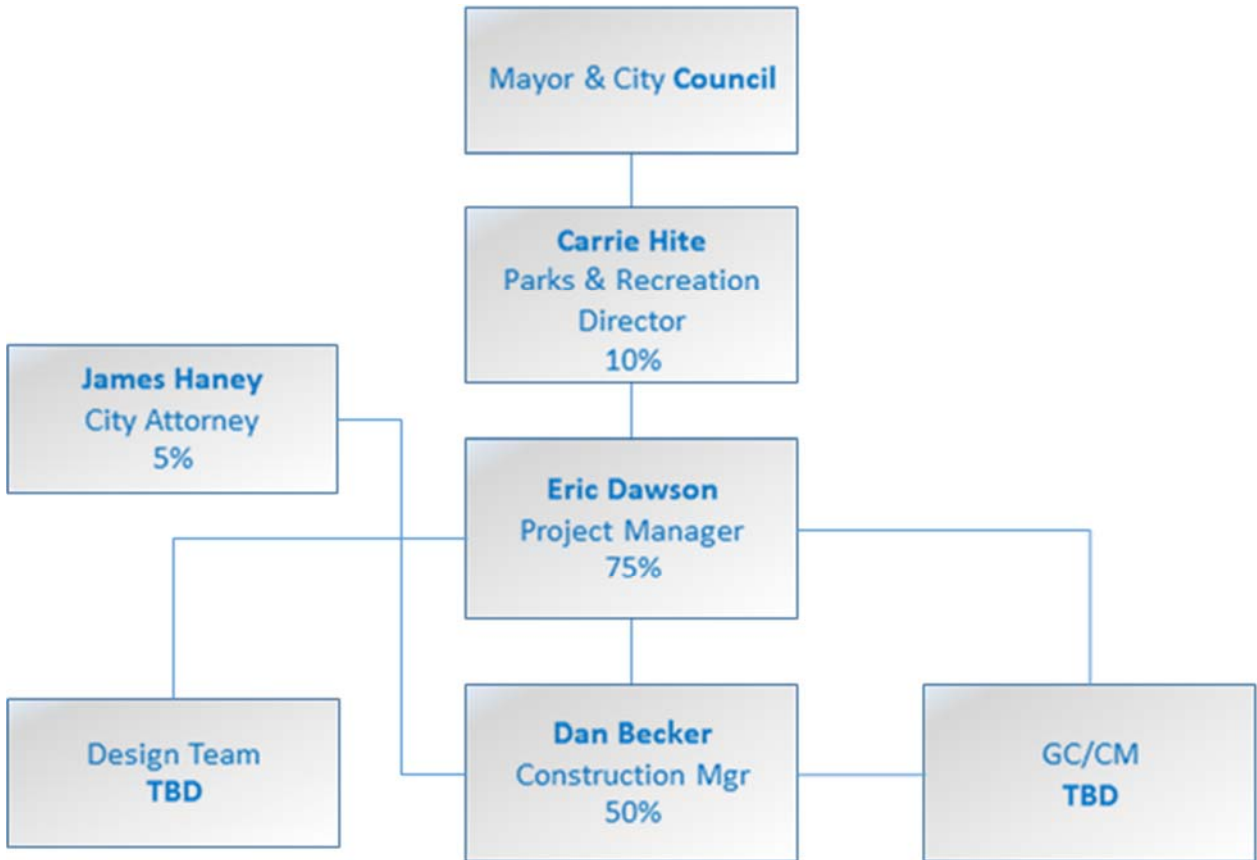 Mayor & City Council
Carrie Hite
Parks & Recreation
Director
10%
James Haney
City Attorney
5%
Eric Dawson
Project Manager
75%
Design Team
TBD
Dan Becker
Construction Mgr
50%
GC/CM
TBD